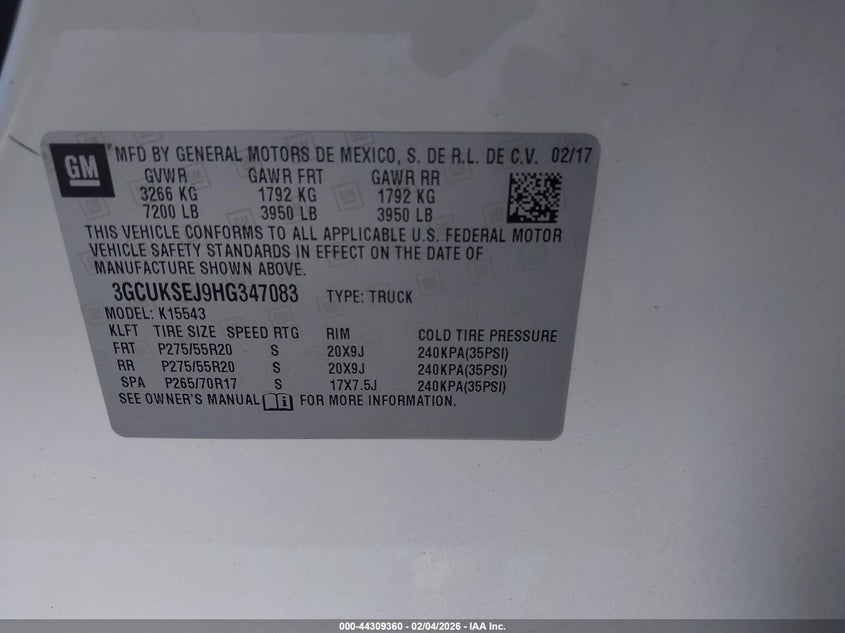 GM MFD BY GENERAL MOTORS DE MEXICO, S. DE R.L. DE C.V. 02/17
GVWR GAWR FRT GAWR RR
3266 KG 1792 KG 1792 KG
7200 LB 3950 LB 3950 LB
THIS VEHICLE CONFORMS TO ALL APPLICABLE U.S. FEDERAL MOTOR
VEHICLE SAFETY STANDARDS IN EFFECT ON THE DATE OF
MANUFACTURE SHOWN ABOVE.
3GCUKSEJ9HG347083 TYPE: TRUCK
MODEL: K15543
KLFT TIRE SIZE SPEED RTG RIM COLD TIRE PRESSURE
FRT P275/55R20 S 20X9J 240KPA(35PSI)
RR P275/55R20 S 20X9J 240KPA(35PSI)
SPA P265/70R17 S 17X7.5J 240KPA(35PSI)
SEE OWNER'S MANUAL FOR MORE INFORMATION.
000-44309360 - 02/04/2026 - IAA Inc.